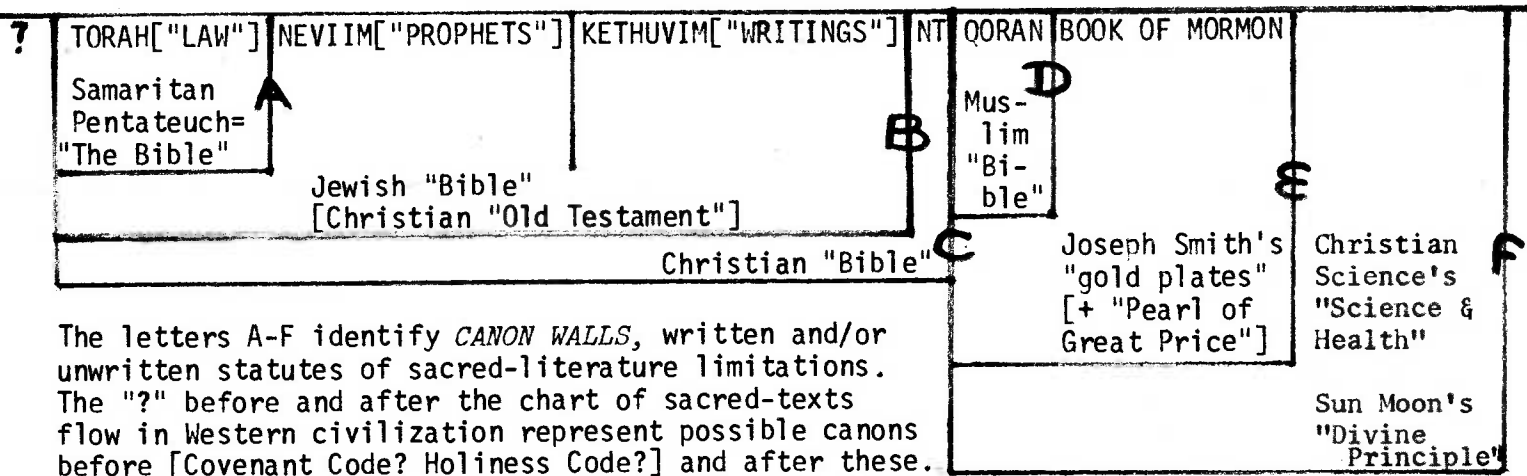 ? TORAH["LAW"] NEVIIM["PROPHETS"] KETHUVIM["WRITINGS"] NT QORAN BOOK OF MORMON
Samaritan
Pentateuch=
"The Bible"
A
Jewish "Bible"
[Christian "Old Testament"]
B
Christian "Bible"
C
Mus-
lim
"Bi-
ble"
D
Joseph Smith's
"gold plates"
[+ "Pearl of
Great Price"]
E
Christian
Science's
"Science &
Health"
Sun Moon's
"Divine
Principle"
F
The letters A-F identify CANON WALLS, written and/or
unwritten statutes of sacred-literature limitations.
The "?" before and after the chart of sacred-texts
flow in Western civilization represent possible canons
before [Covenant Code? Holiness Code?] and after these.